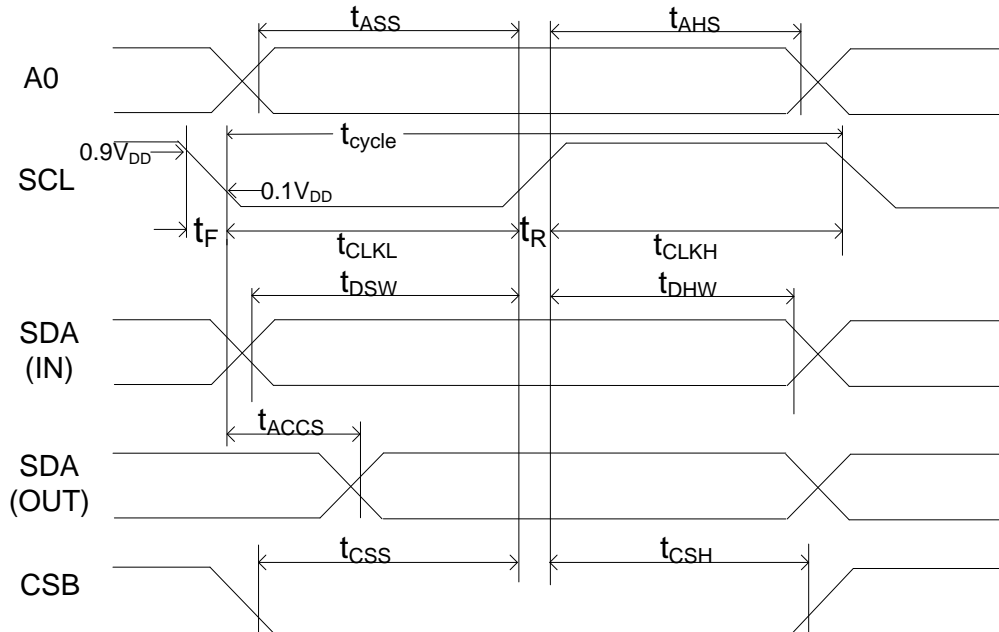 tASS tAHS
A0
tcycle
0.9VDD
SCL
0.1VDD
tF tCLKL tR tCLKH
tDSW tDHW
SDA
(IN)
tACCS
SDA
(OUT)
tCSS tCSH
CSB